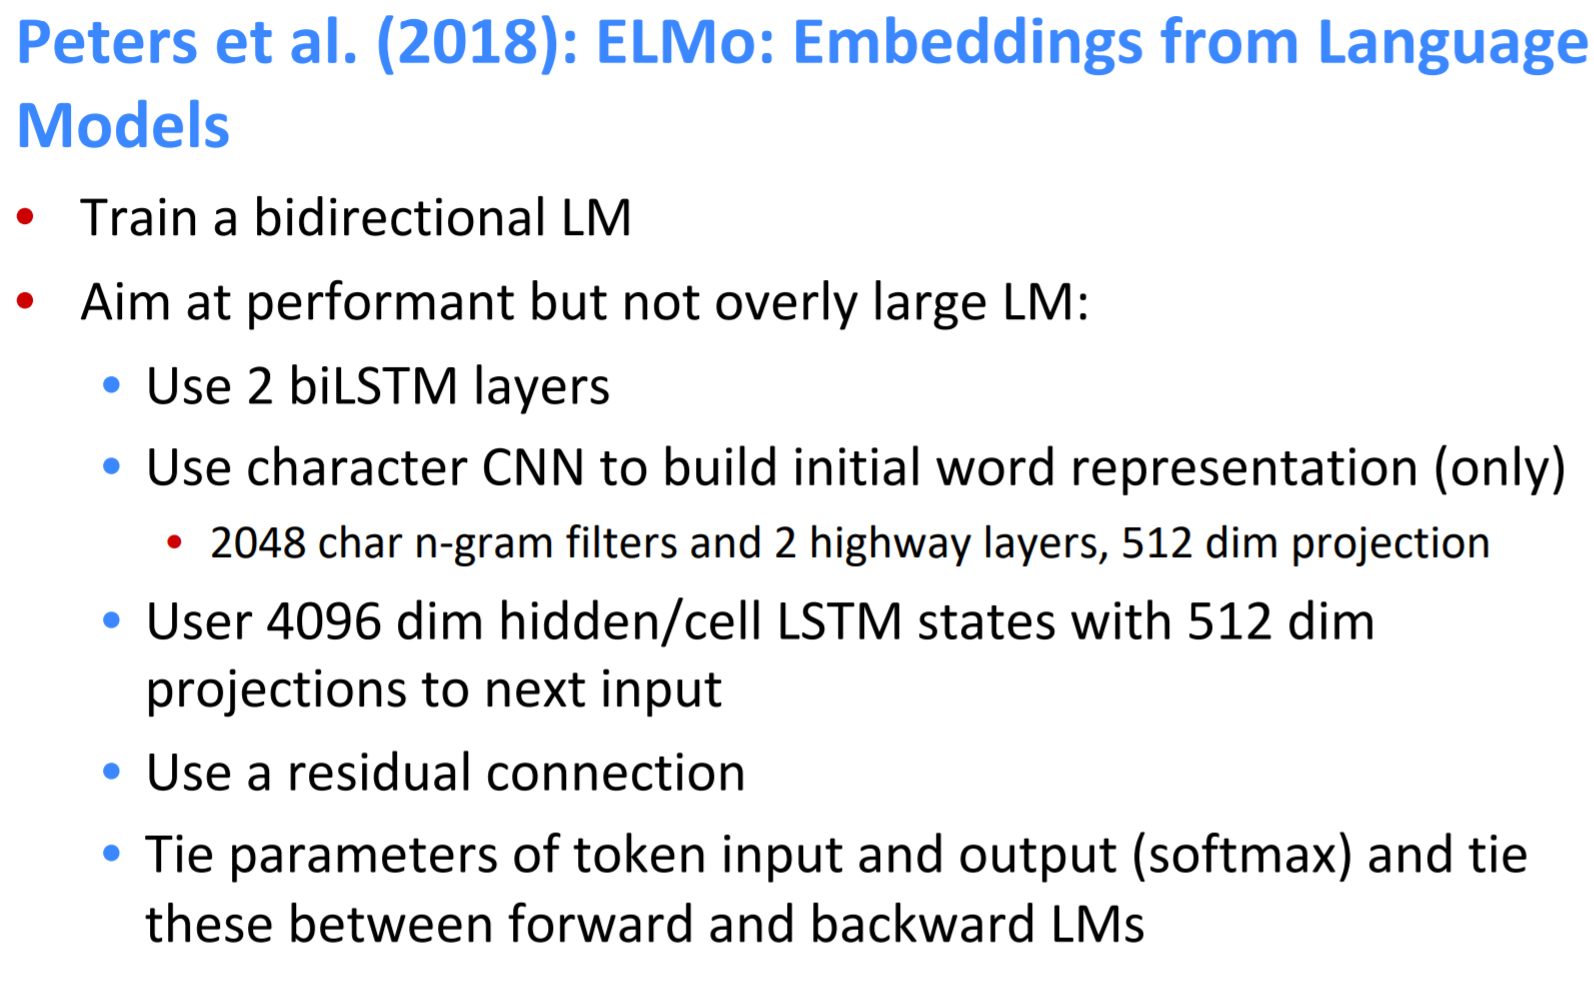 Peters et al. (2018): ELMo: Embeddings from Language
Models
• Train a bidirectional LM
• Aim at performant but not overly large LM:
• Use 2 biLSTM layers
• Use character CNN to build initial word representation (only)
• 2048 char n-gram filters and 2 highway layers, 512 dim projection
• User 4096 dim hidden/cell LSTM states with 512 dim
projections to next input
• Use a residual connection
• Tie parameters of token input and output (softmax) and tie
these between forward and backward LMs